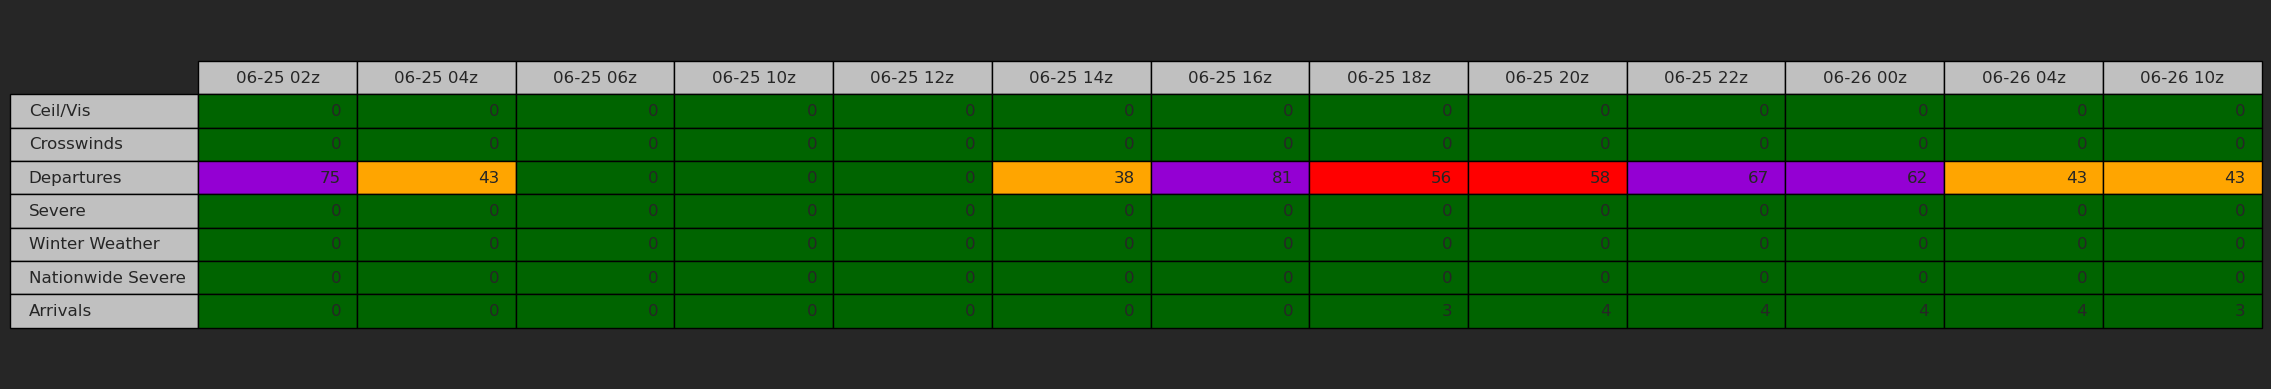 06-25 02z 06-25 04z 06-25 06z 06-25 10z 06-25 12z 06-25 14z 06-25 16z 06-25 18z 06-25 20z 06-25 22z 06-26 00z 06-26 04z 06-26 10z
Ceil/Vis 0 0 0 0 0 0 0 0 0 0 0 0 0
Crosswinds 0 0 0 0 0 0 0 0 0 0 0 0 0
Departures 75 43 0 0 0 38 81 56 58 67 62 43 43
Severe 0 0 0 0 0 0 0 0 0 0 0 0 0
Winter Weather 0 0 0 0 0 0 0 0 0 0 0 0 0
Nationwide Severe 0 0 0 0 0 0 0 0 0 0 0 0 0
Arrivals 0 0 0 0 0 0 0 3 4 4 4 4 3